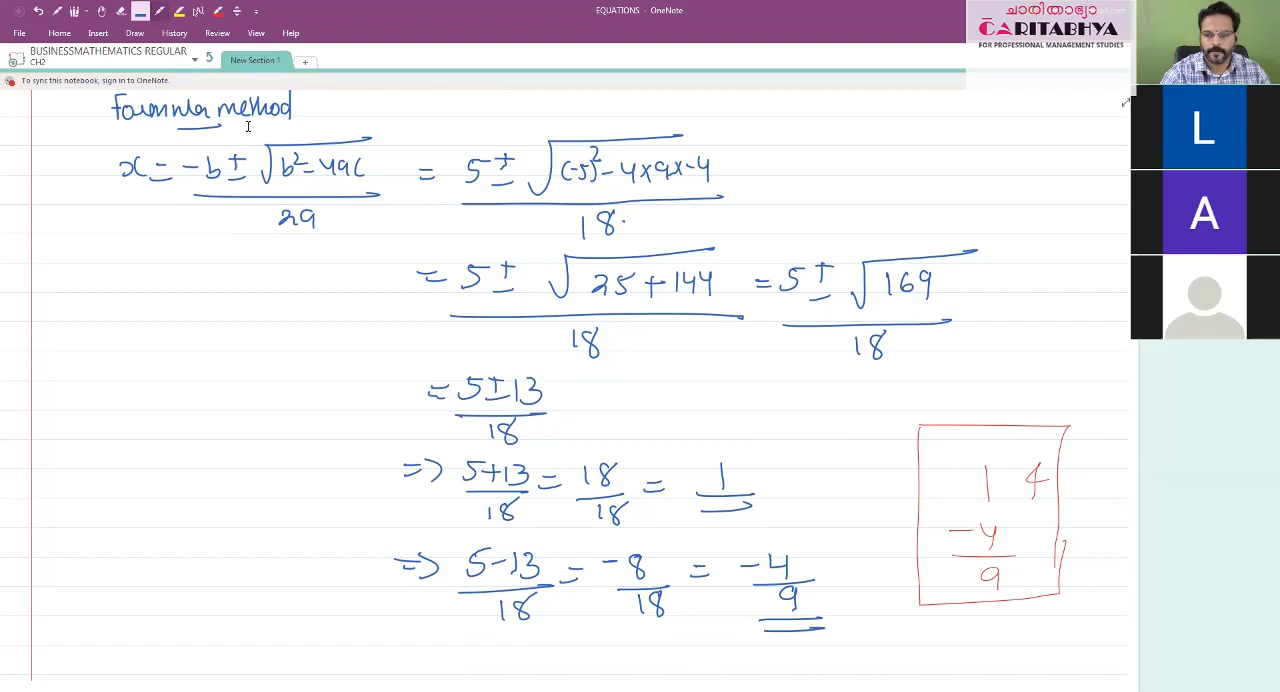 EQUATIONS - OneNote
ചാരിതാഭ്യാ
CARITABHYA
FOR PROFESSIONAL MANAGEMENT STUDIES
File Home Insert Draw History Review View Help
BUSINESSMATHEMATICS REGULAR
CH2
New Section 1
+
To sync this notebook, sign in to OneNote.
Formula method
x = -b ± √b² - 4ac / 2a = 5 ± √(-5)² - 4×9×-4 / 18
= 5 ± √25 + 144 / 18 = 5 ± √169 / 18
= 5 ± 13 / 18
=> 5+13 / 18 = 18 / 18 = 1
=> 5-13 / 18 = -8 / 18 = -4 / 9
1
-4 / 9
L
A